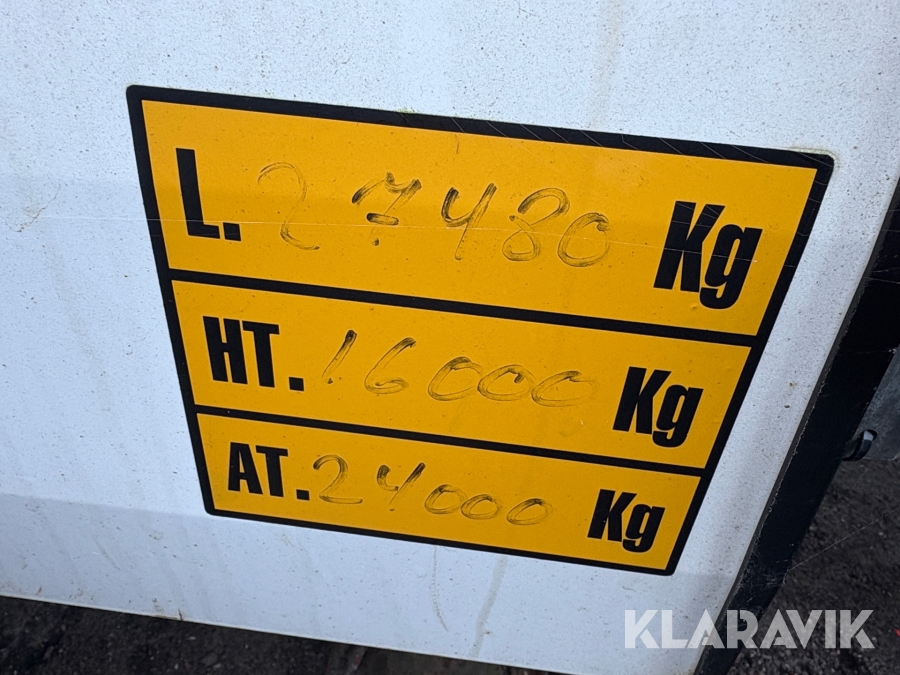 L. 27480 Kg
HT. 16000 Kg
AT. 24000 Kg
KLARAVIK